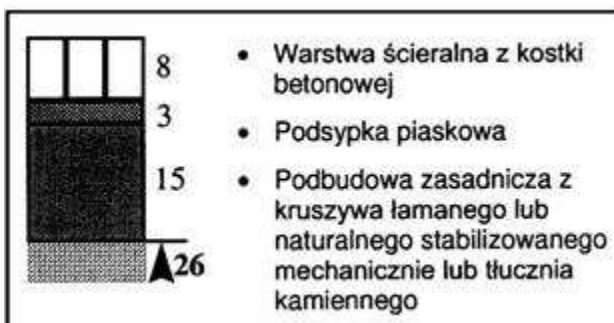 8
3
15
26
• Warstwa ścieralna z kostki
betonowej
• Podsypka piaskowa
• Podbudowa zasadnicza z
kruszywa łamanego lub
naturalnego stabilizowanego
mechanicznie lub tłucznia
kamiennego